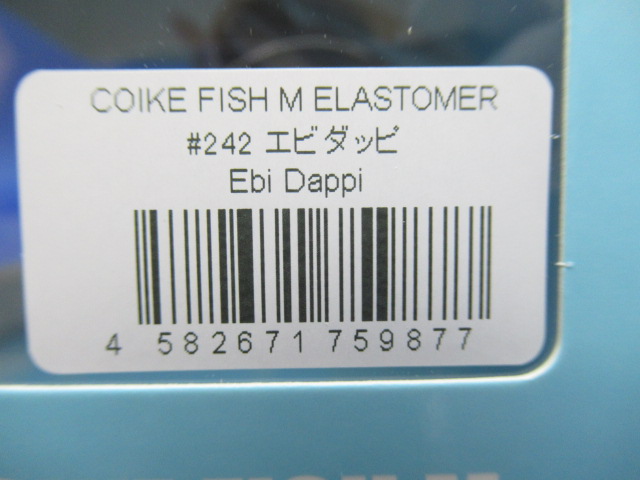 COIKE FISH M ELASTOMER
#242 エビダッピ
Ebi Dappi
4 582671 759877